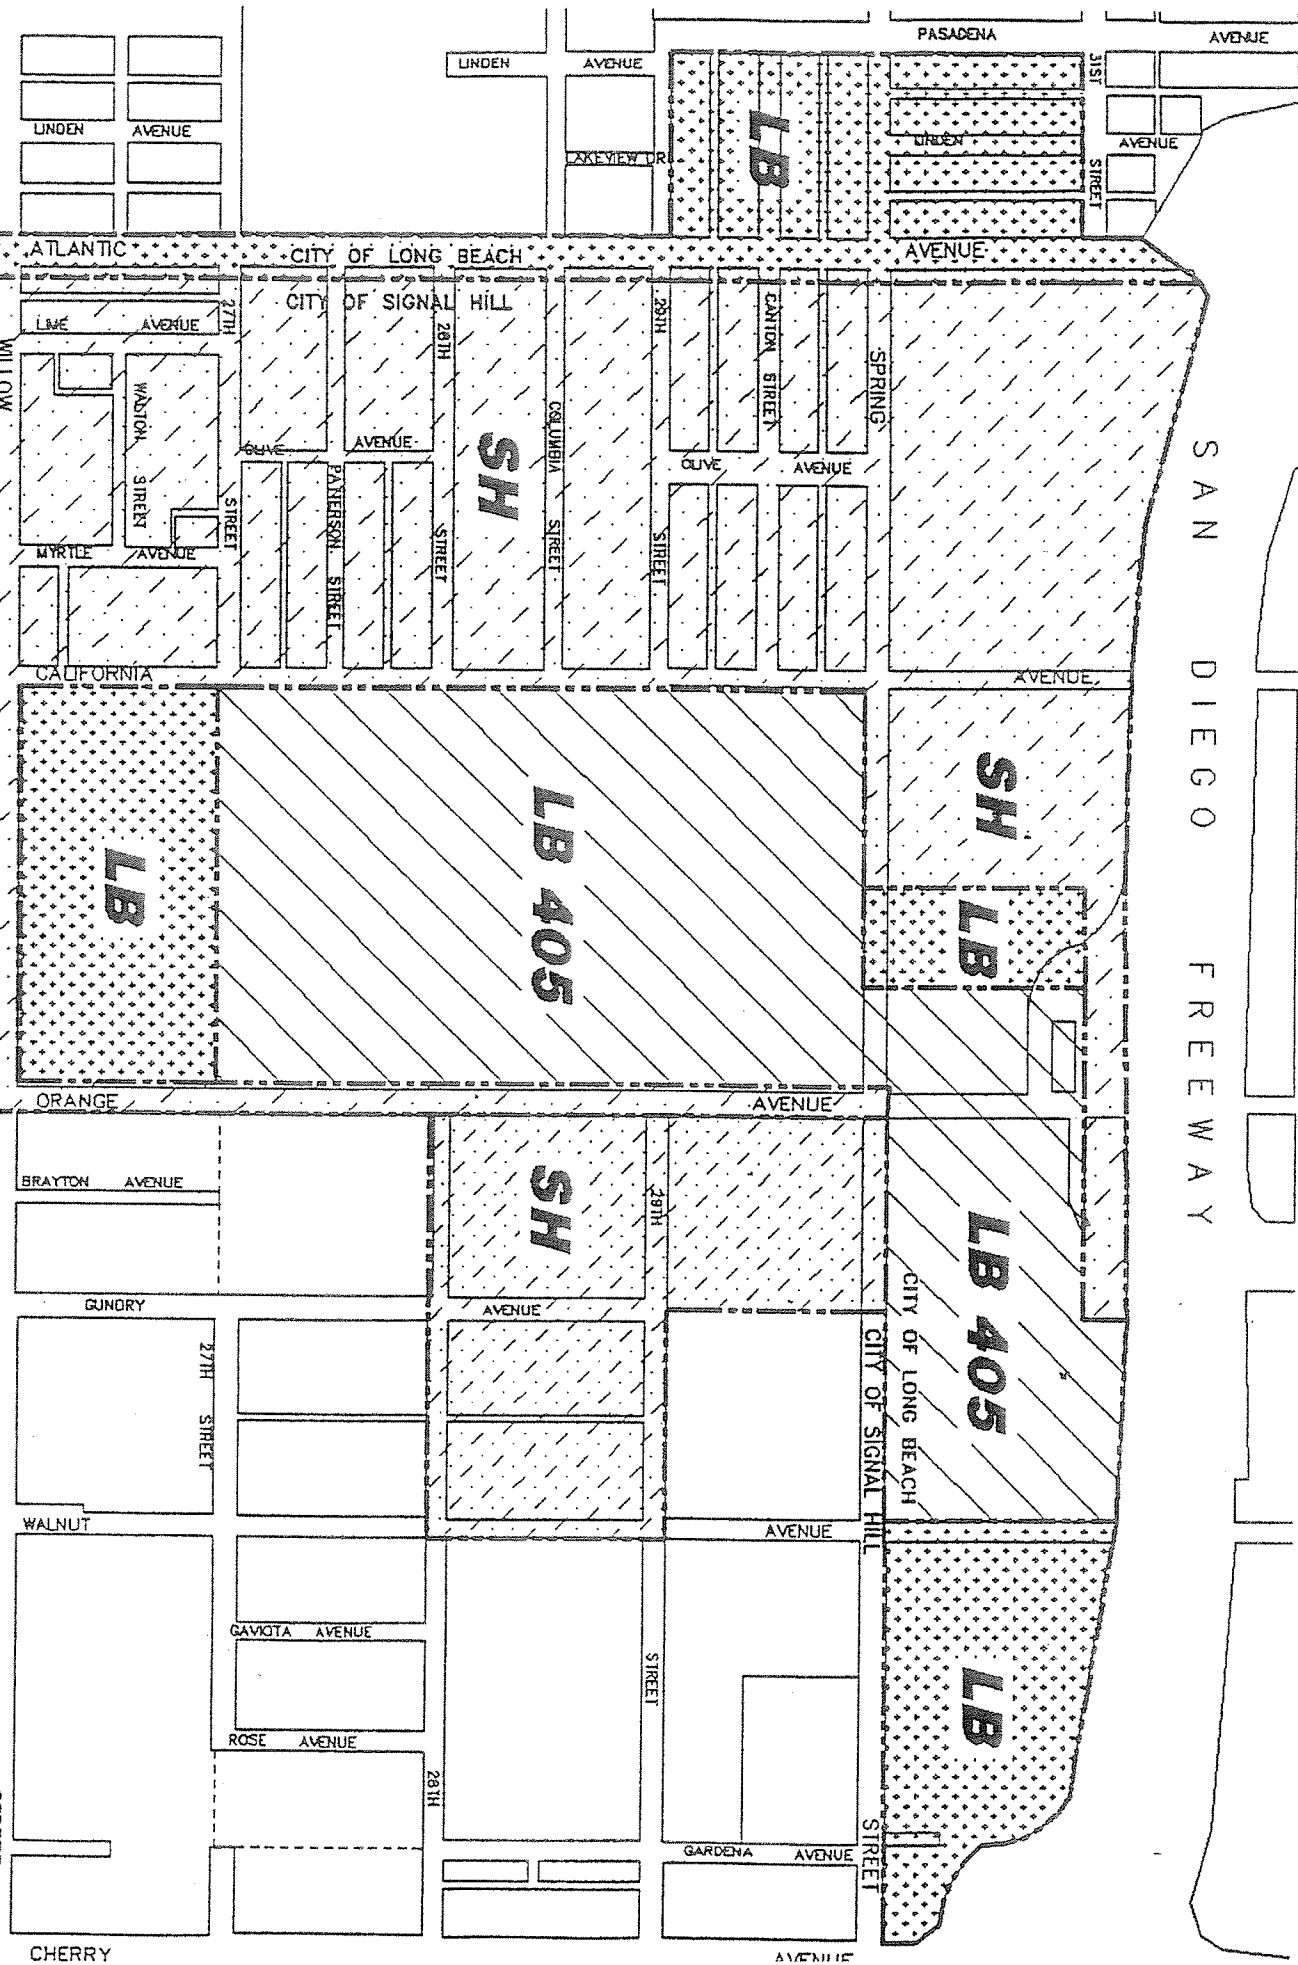 PASADENA AVENUE
LINDEN AVENUE
31ST STREET
LINDEN AVENUE
LINDEN AVENUE
LAKEVIEW DR
LB
ATLANTIC AVENUE
CITY OF LONG BEACH
CITY OF SIGNAL HILL
LIME AVENUE
27TH STREET
28TH STREET
29TH STREET
CANTON STREET
SPRING STREET
WILLOW
WALTON STREET
COLUMBIA STREET
OLIVE AVENUE
OLIVE AVENUE
SH
PATTERSON STREET
MYRTLE AVENUE
CALIFORNIA AVENUE
SAN DIEGO FREEWAY
SH
LB
LB 405
LB
ORANGE AVENUE
BRAYTON AVENUE
SH
29TH STREET
LB 405
CITY OF LONG BEACH
CITY OF SIGNAL HILL
GUNDRY AVENUE
27TH STREET
WALNUT AVENUE
GAVIOTA AVENUE
LB
ROSE AVENUE
28TH
GARDENA AVENUE
CHERRY AVENUE